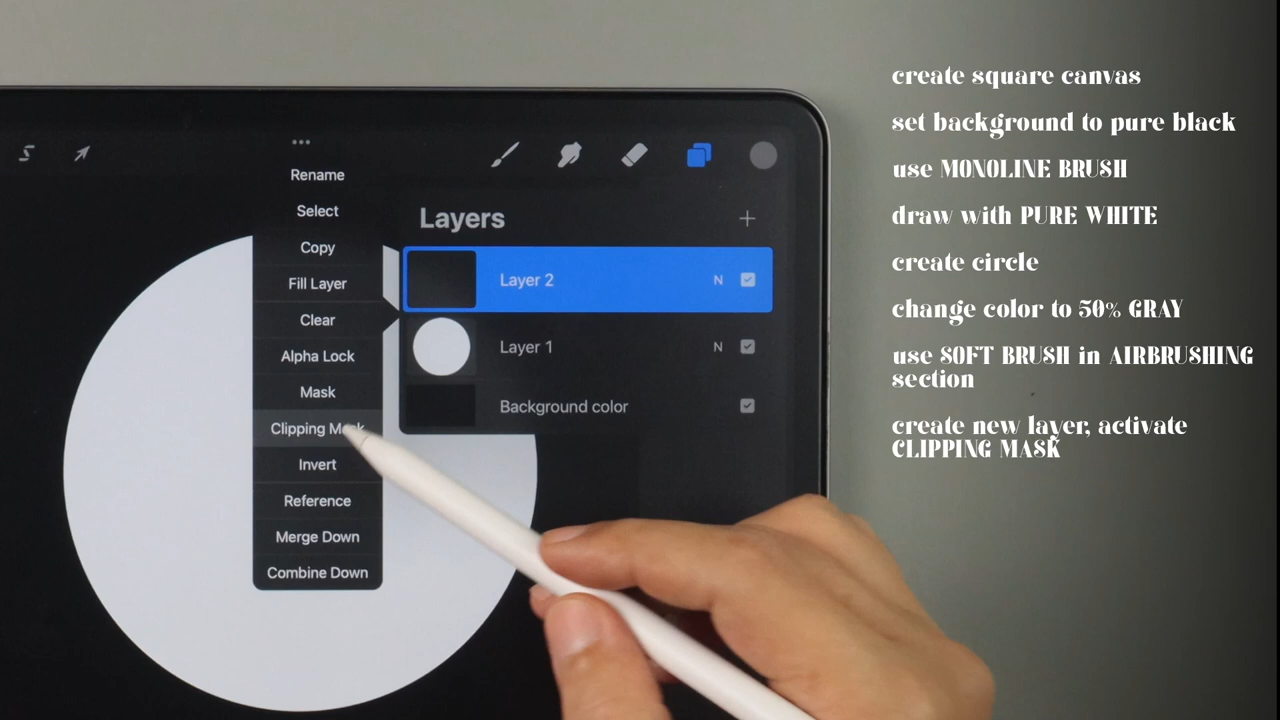 Rename
Select
Copy
Fill Layer
Clear
Alpha Lock
Mask
Clipping Mask
Invert
Reference
Merge Down
Combine Down
Layers
Layer 2 N
Layer 1 N
Background color
create square canvas
set background to pure black
use MONOLINE BRUSH
draw with PURE WHITE
create circle
change color to 50% GRAY
use SOFT BRUSH in AIRBRUSHING
section
create new layer, activate
CLIPPING MASK